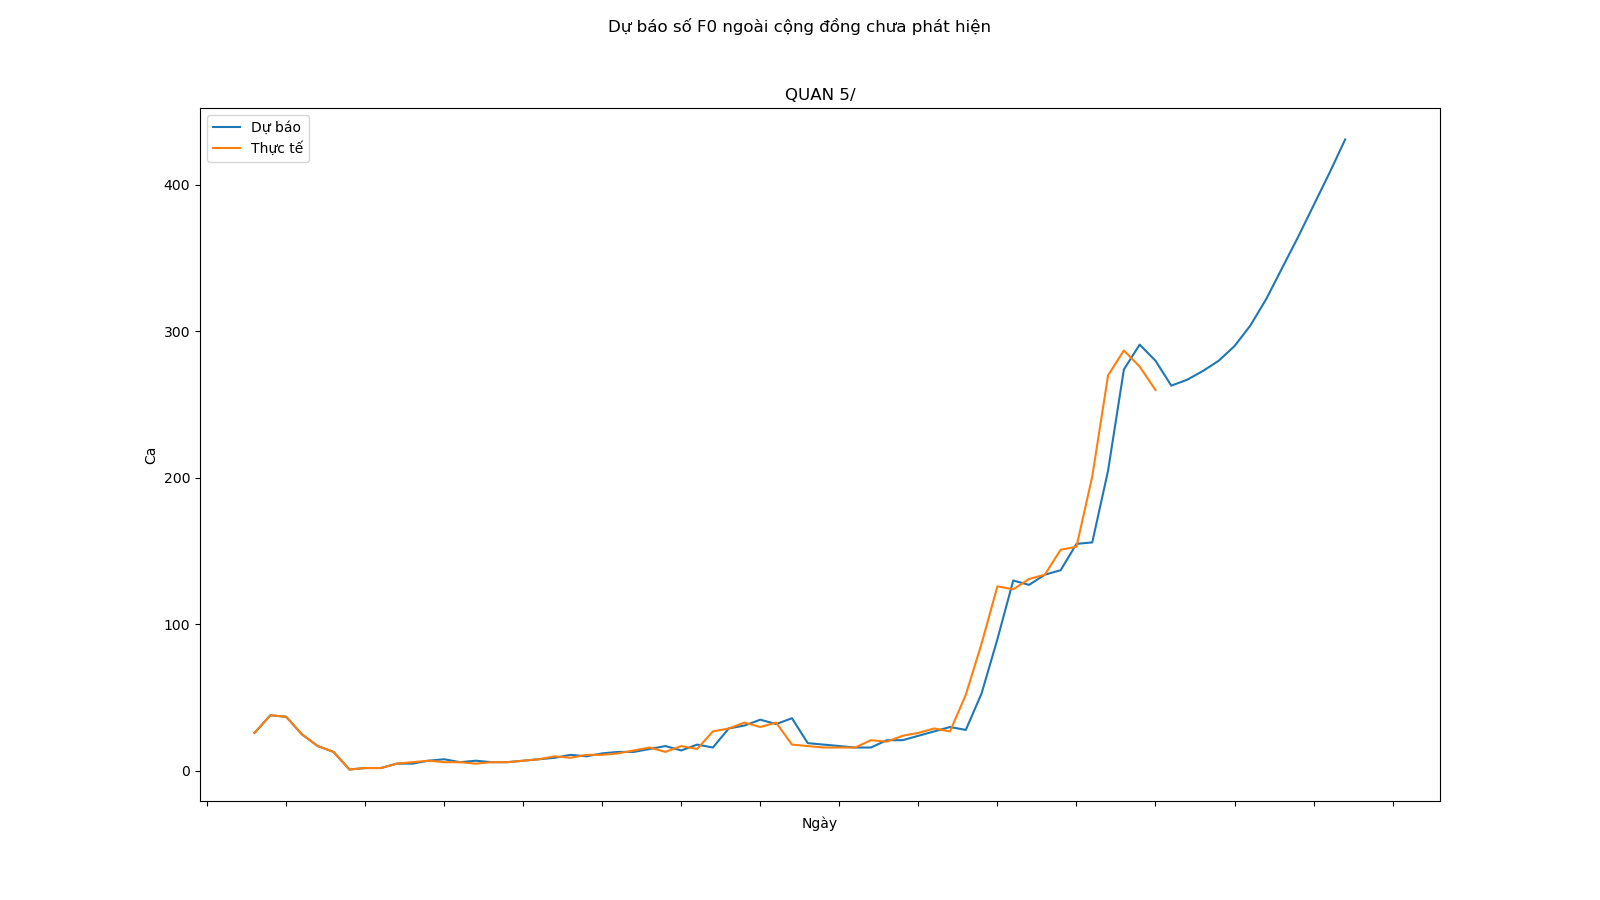 Dự báo số F0 ngoài cộng đồng chưa phát hiện
QUAN 5/
Dự báo
Thực tế
400
300
200
100
0
Ca
Ngày